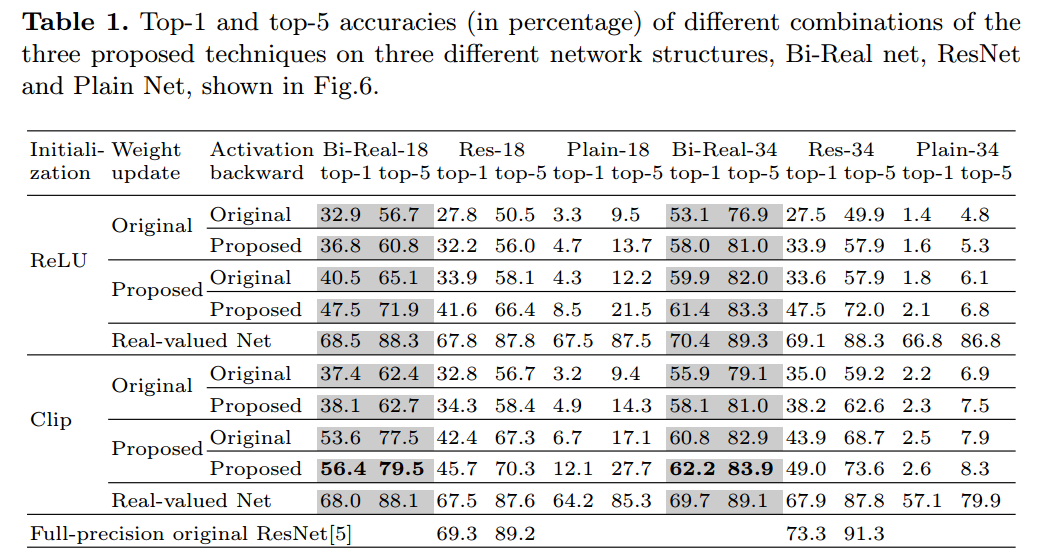 Table 1. Top-1 and top-5 accuracies (in percentage) of different combinations of the
three proposed techniques on three different network structures, Bi-Real net, ResNet
and Plain Net, shown in Fig.6.
Initiali- Weight Activation Bi-Real-18 Res-18 Plain-18 Bi-Real-34 Res-34 Plain-34
zation update backward top-1 top-5 top-1 top-5 top-1 top-5 top-1 top-5 top-1 top-5 top-1 top-5
ReLU Original Original 32.9 56.7 27.8 50.5 3.3 9.5 53.1 76.9 27.5 49.9 1.4 4.8
Proposed 36.8 60.8 32.2 56.0 4.7 13.7 58.0 81.0 33.9 57.9 1.6 5.3
Proposed Original 40.5 65.1 33.9 58.1 4.3 12.2 59.9 82.0 33.6 57.9 1.8 6.1
Proposed 47.5 71.9 41.6 66.4 8.5 21.5 61.4 83.3 47.5 72.0 2.1 6.8
Real-valued Net 68.5 88.3 67.8 87.8 67.5 87.5 70.4 89.3 69.1 88.3 66.8 86.8
Clip Original Original 37.4 62.4 32.8 56.7 3.2 9.4 55.9 79.1 35.0 59.2 2.2 6.9
Proposed 38.1 62.7 34.3 58.4 4.9 14.3 58.1 81.0 38.2 62.6 2.3 7.5
Proposed Original 53.6 77.5 42.4 67.3 6.7 17.1 60.8 82.9 43.9 68.7 2.5 7.9
Proposed 56.4 79.5 45.7 70.3 12.1 27.7 62.2 83.9 49.0 73.6 2.6 8.3
Real-valued Net 68.0 88.1 67.5 87.6 64.2 85.3 69.7 89.1 67.9 87.8 57.1 79.9
Full-precision original ResNet[5] 69.3 89.2 73.3 91.3